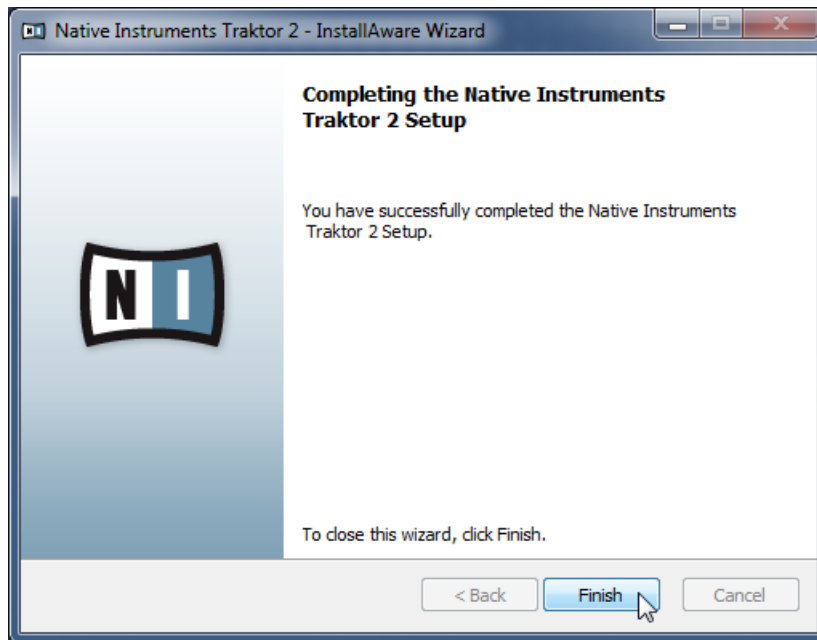 Native Instruments Traktor 2 - InstallAware Wizard
Completing the Native Instruments
Traktor 2 Setup
You have successfully completed the Native Instruments
Traktor 2 Setup.
NI
To close this wizard, click Finish.
< Back
Finish
Cancel